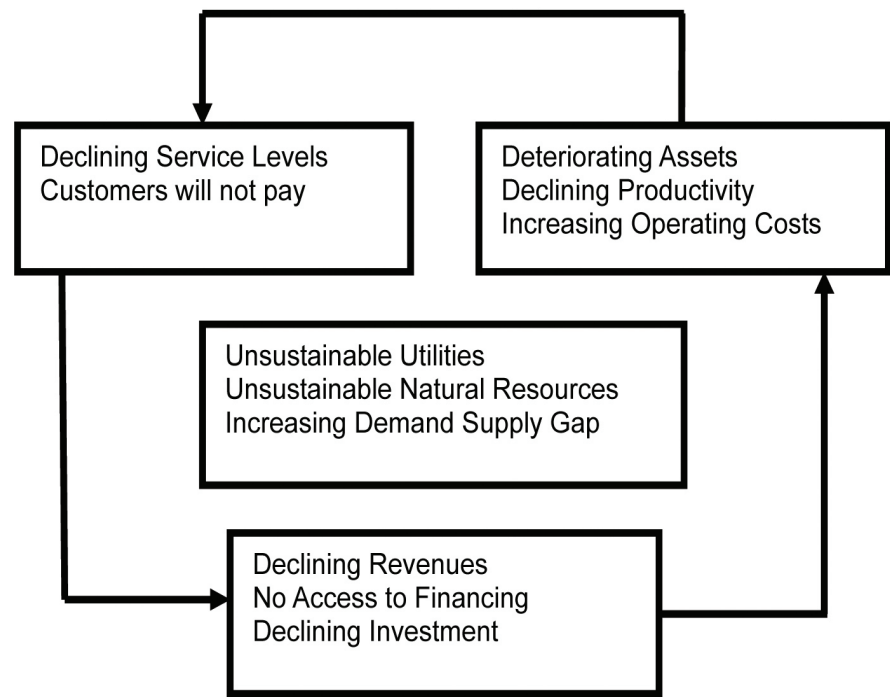 Declining Service Levels
Customers will not pay
Deteriorating Assets
Declining Productivity
Increasing Operating Costs
Unsustainable Utilities
Unsustainable Natural Resources
Increasing Demand Supply Gap
Declining Revenues
No Access to Financing
Declining Investment